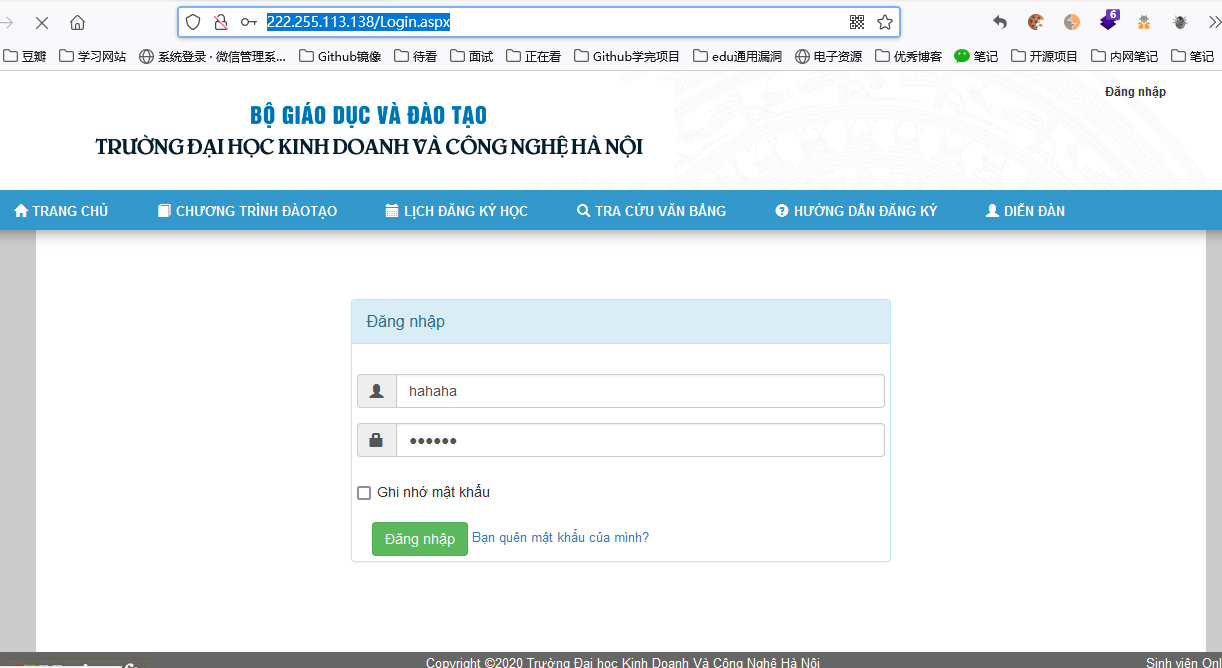 222.255.113.138/Login.aspx
6
豆瓣 学习网站 系统登录 · 微信管理系... Github镜像 待看 面试 正在看 Github学完项目 edu通用漏洞 电子资源 优秀博客 笔记 开源项目 内网笔记 笔记
Đăng nhập
BỘ GIÁO DỤC VÀ ĐÀO TẠO
TRƯỜNG ĐẠI HỌC KINH DOANH VÀ CÔNG NGHỆ HÀ NỘI
TRANG CHỦ CHƯƠNG TRÌNH ĐÀOTẠO LỊCH ĐĂNG KÝ HỌC TRA CỨU VĂN BẰNG HƯỚNG DẪN ĐĂNG KÝ DIỄN ĐÀN
Đăng nhập
hahaha
••••••
Ghi nhớ mật khẩu
Đăng nhập Bạn quên mật khẩu của mình?
Copyright ©2020 Trường Đại học Kinh Doanh Và Công Nghệ Hà Nội Sinh viên Onl